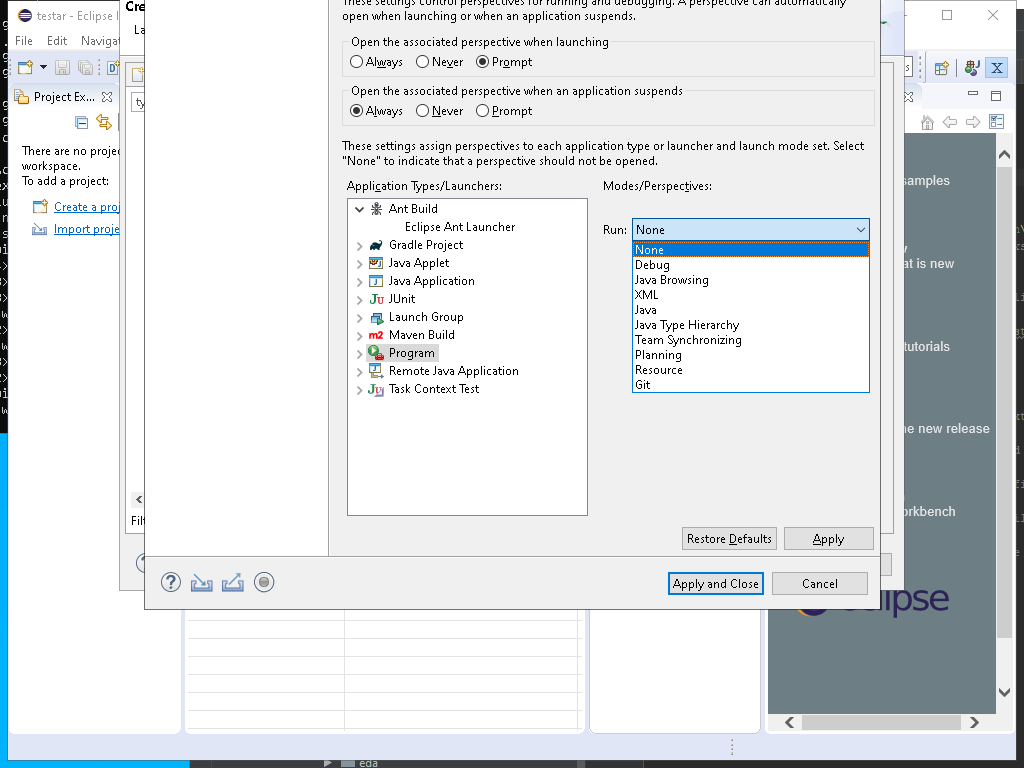 testar - Eclipse I
File Edit Naviga
Project Ex...
There are no proje
workspace.
To add a project:
Create a proj
Import proje
Cre
La
ty
Filt
These settings control perspectives for running and debugging. A perspective can automatically
open when launching or when an application suspends.
Open the associated perspective when launching
Always Never Prompt
Open the associated perspective when an application suspends
Always Never Prompt
These settings assign perspectives to each application type or launcher and launch mode set. Select
"None" to indicate that a perspective should not be opened.
Application Types/Launchers: Modes/Perspectives:
Ant Build
Eclipse Ant Launcher
Gradle Project
Java Applet
Java Application
JUnit
Launch Group
Maven Build
Program
Remote Java Application
Task Context Test
Run: None
None
Debug
Java Browsing
XML
Java
Java Type Hierarchy
Team Synchronizing
Planning
Resource
Git
Restore Defaults Apply
Apply and Close Cancel
samples
at is new
tutorials
ne new release
orkbench
eclipse
eda